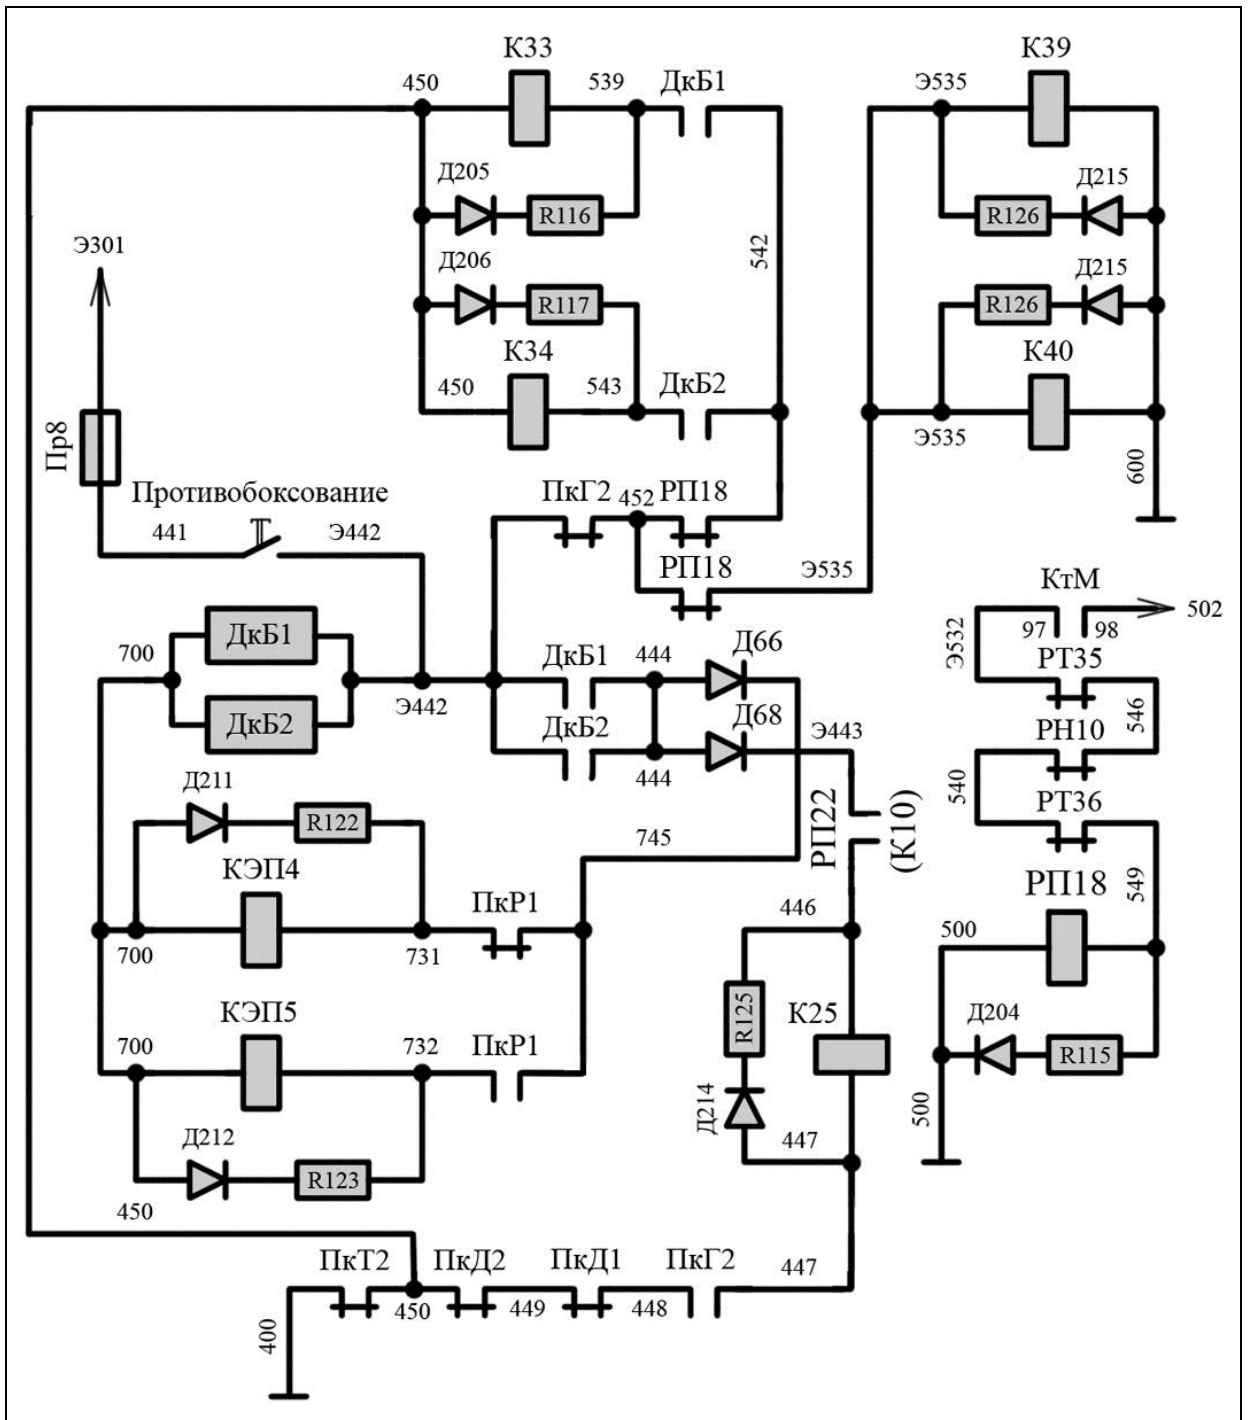 К33
К39
450
539
ДкБ1
Э535
Д205
Д215
R116
R126
542
Э301
Д206
Д215
R117
R126
К34
К40
450
543
ДкБ2
Э535
Пр8
600
Противобоксование
ПкГ2
452
РП18
441
Э442
РП18
Э535
КтМ
502
97
98
Э532
ДкБ1
700
ДкБ1
444
Д66
РТ35
Э442
ДкБ2
ДкБ2
Д68
Э443
РН10
546
444
Д211
540
РТ36
R122
745
РП22
(К10)
КЭП4
РП18
549
ПкР1
446
500
700
731
R125
К25
КЭП5
Д204
700
732
ПкР1
R115
Д214
500
Д212
447
R123
450
ПкТ2
ПкД2
ПкД1
ПкГ2
447
450
449
448
400